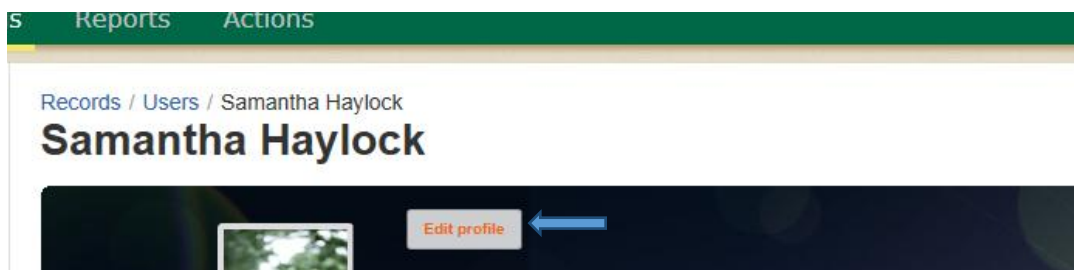 s Reports Actions
Records / Users / Samantha Haylock
Samantha Haylock
Edit profile